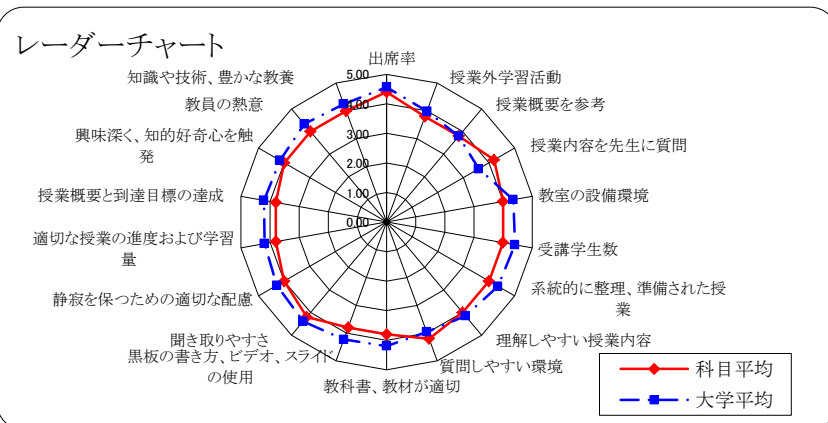 レーダーチャート
出席率
授業外学習活動
授業概要を参考
授業内容を先生に質問
教室の設備環境
受講学生数
系統的に整理、準備された授
業
理解しやすい授業内容
質問しやすい環境
教科書、教材が適切
黒板の書き方、ビデオ、スライド
の使用
聞き取りやすさ
静寂を保つための適切な配慮
適切な授業の進度および学習
量
授業概要と到達目標の達成
興味深く、知的好奇心を触
発
教員の熱意
知識や技術、豊かな教養
5.00
4.00
3.00
2.00
1.00
0.00
科目平均
大学平均